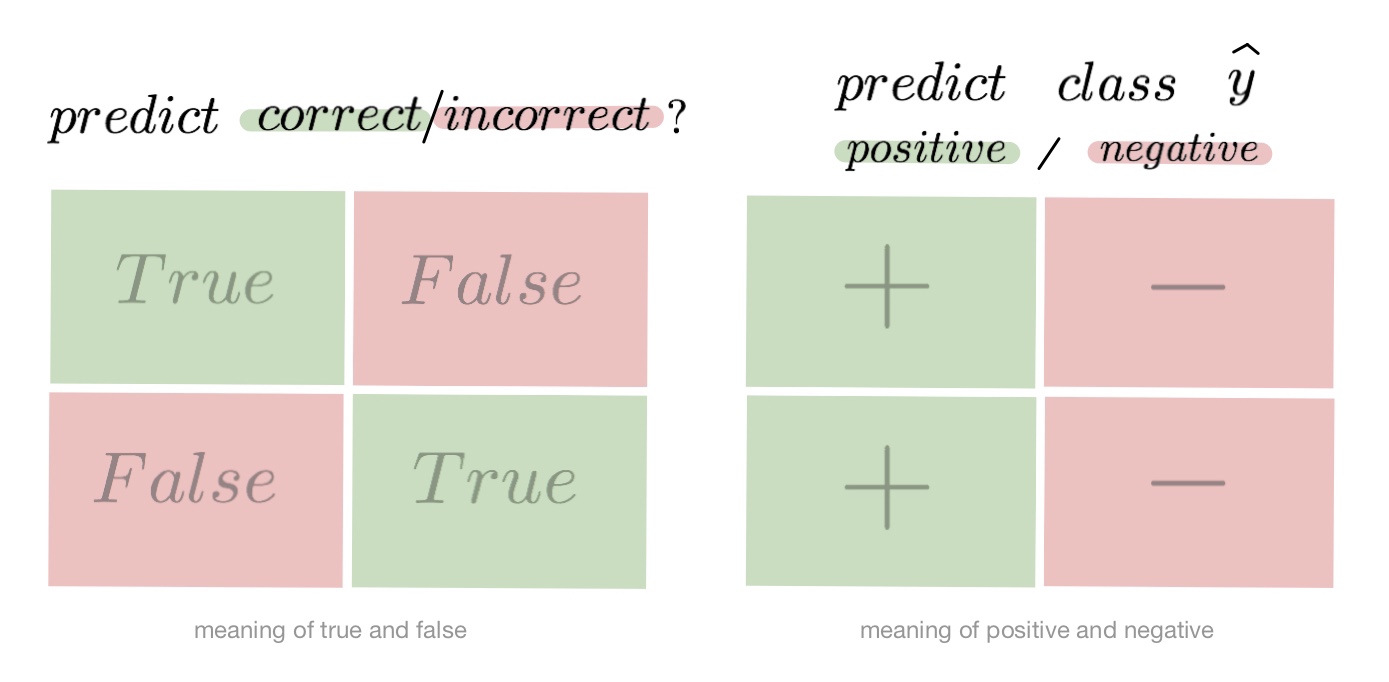 predict correct/incorrect ?
True False
False True
meaning of true and false
predict class ŷ
positive / negative
+ −
+ −
meaning of positive and negative